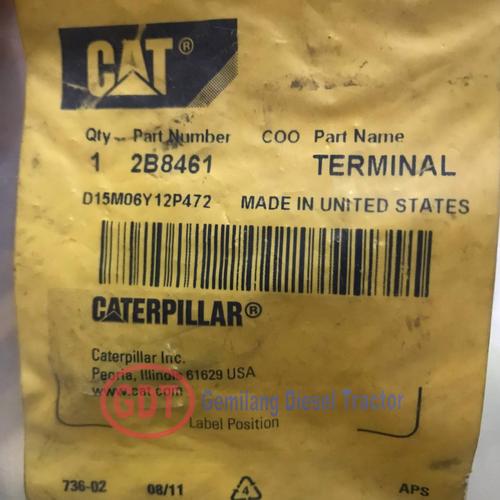 CAT®
Qty Part Number COO Part Name
1 2B8461 TERMINAL
D15M06Y12P472 MADE IN UNITED STATES
CATERPILLAR®
Caterpillar Inc.
Peoria, Illinois 61629 USA
www.cat.com
GDT Gemilang Diesel Tractor
Label Position
736-02 08/11 4 APS